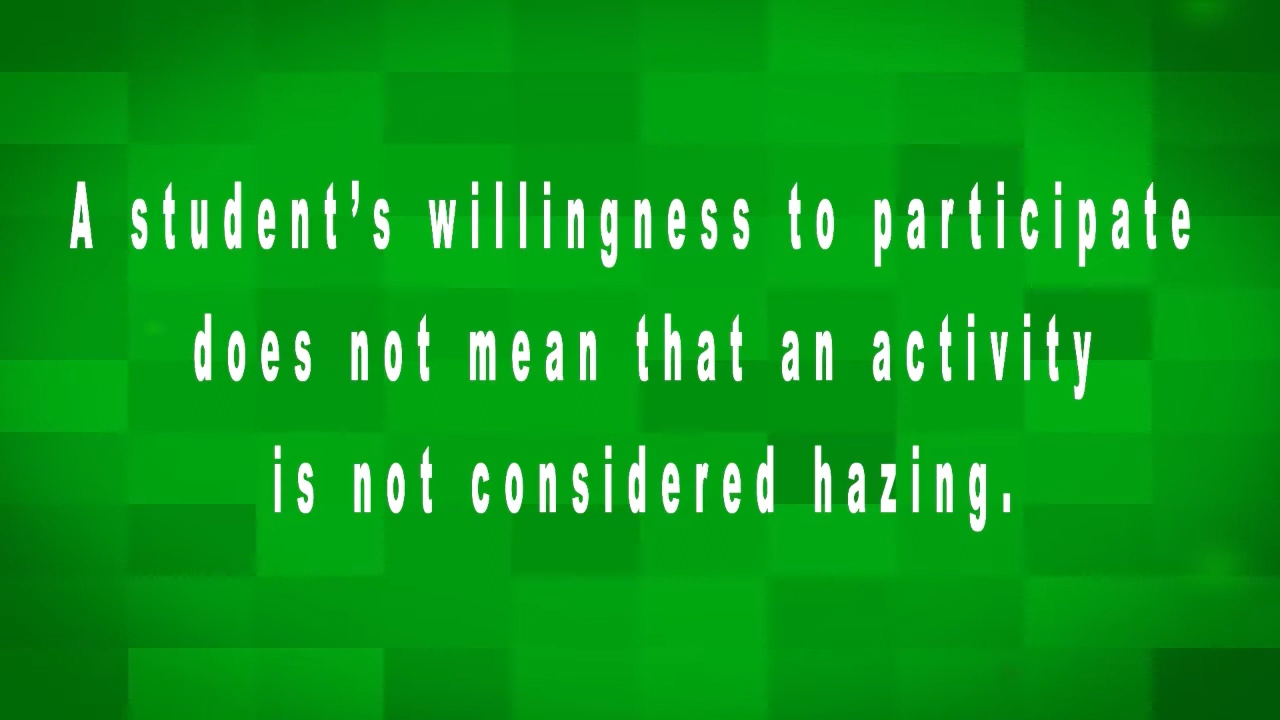 A student’s willingness to participate
does not mean that an activity
is not considered hazing.